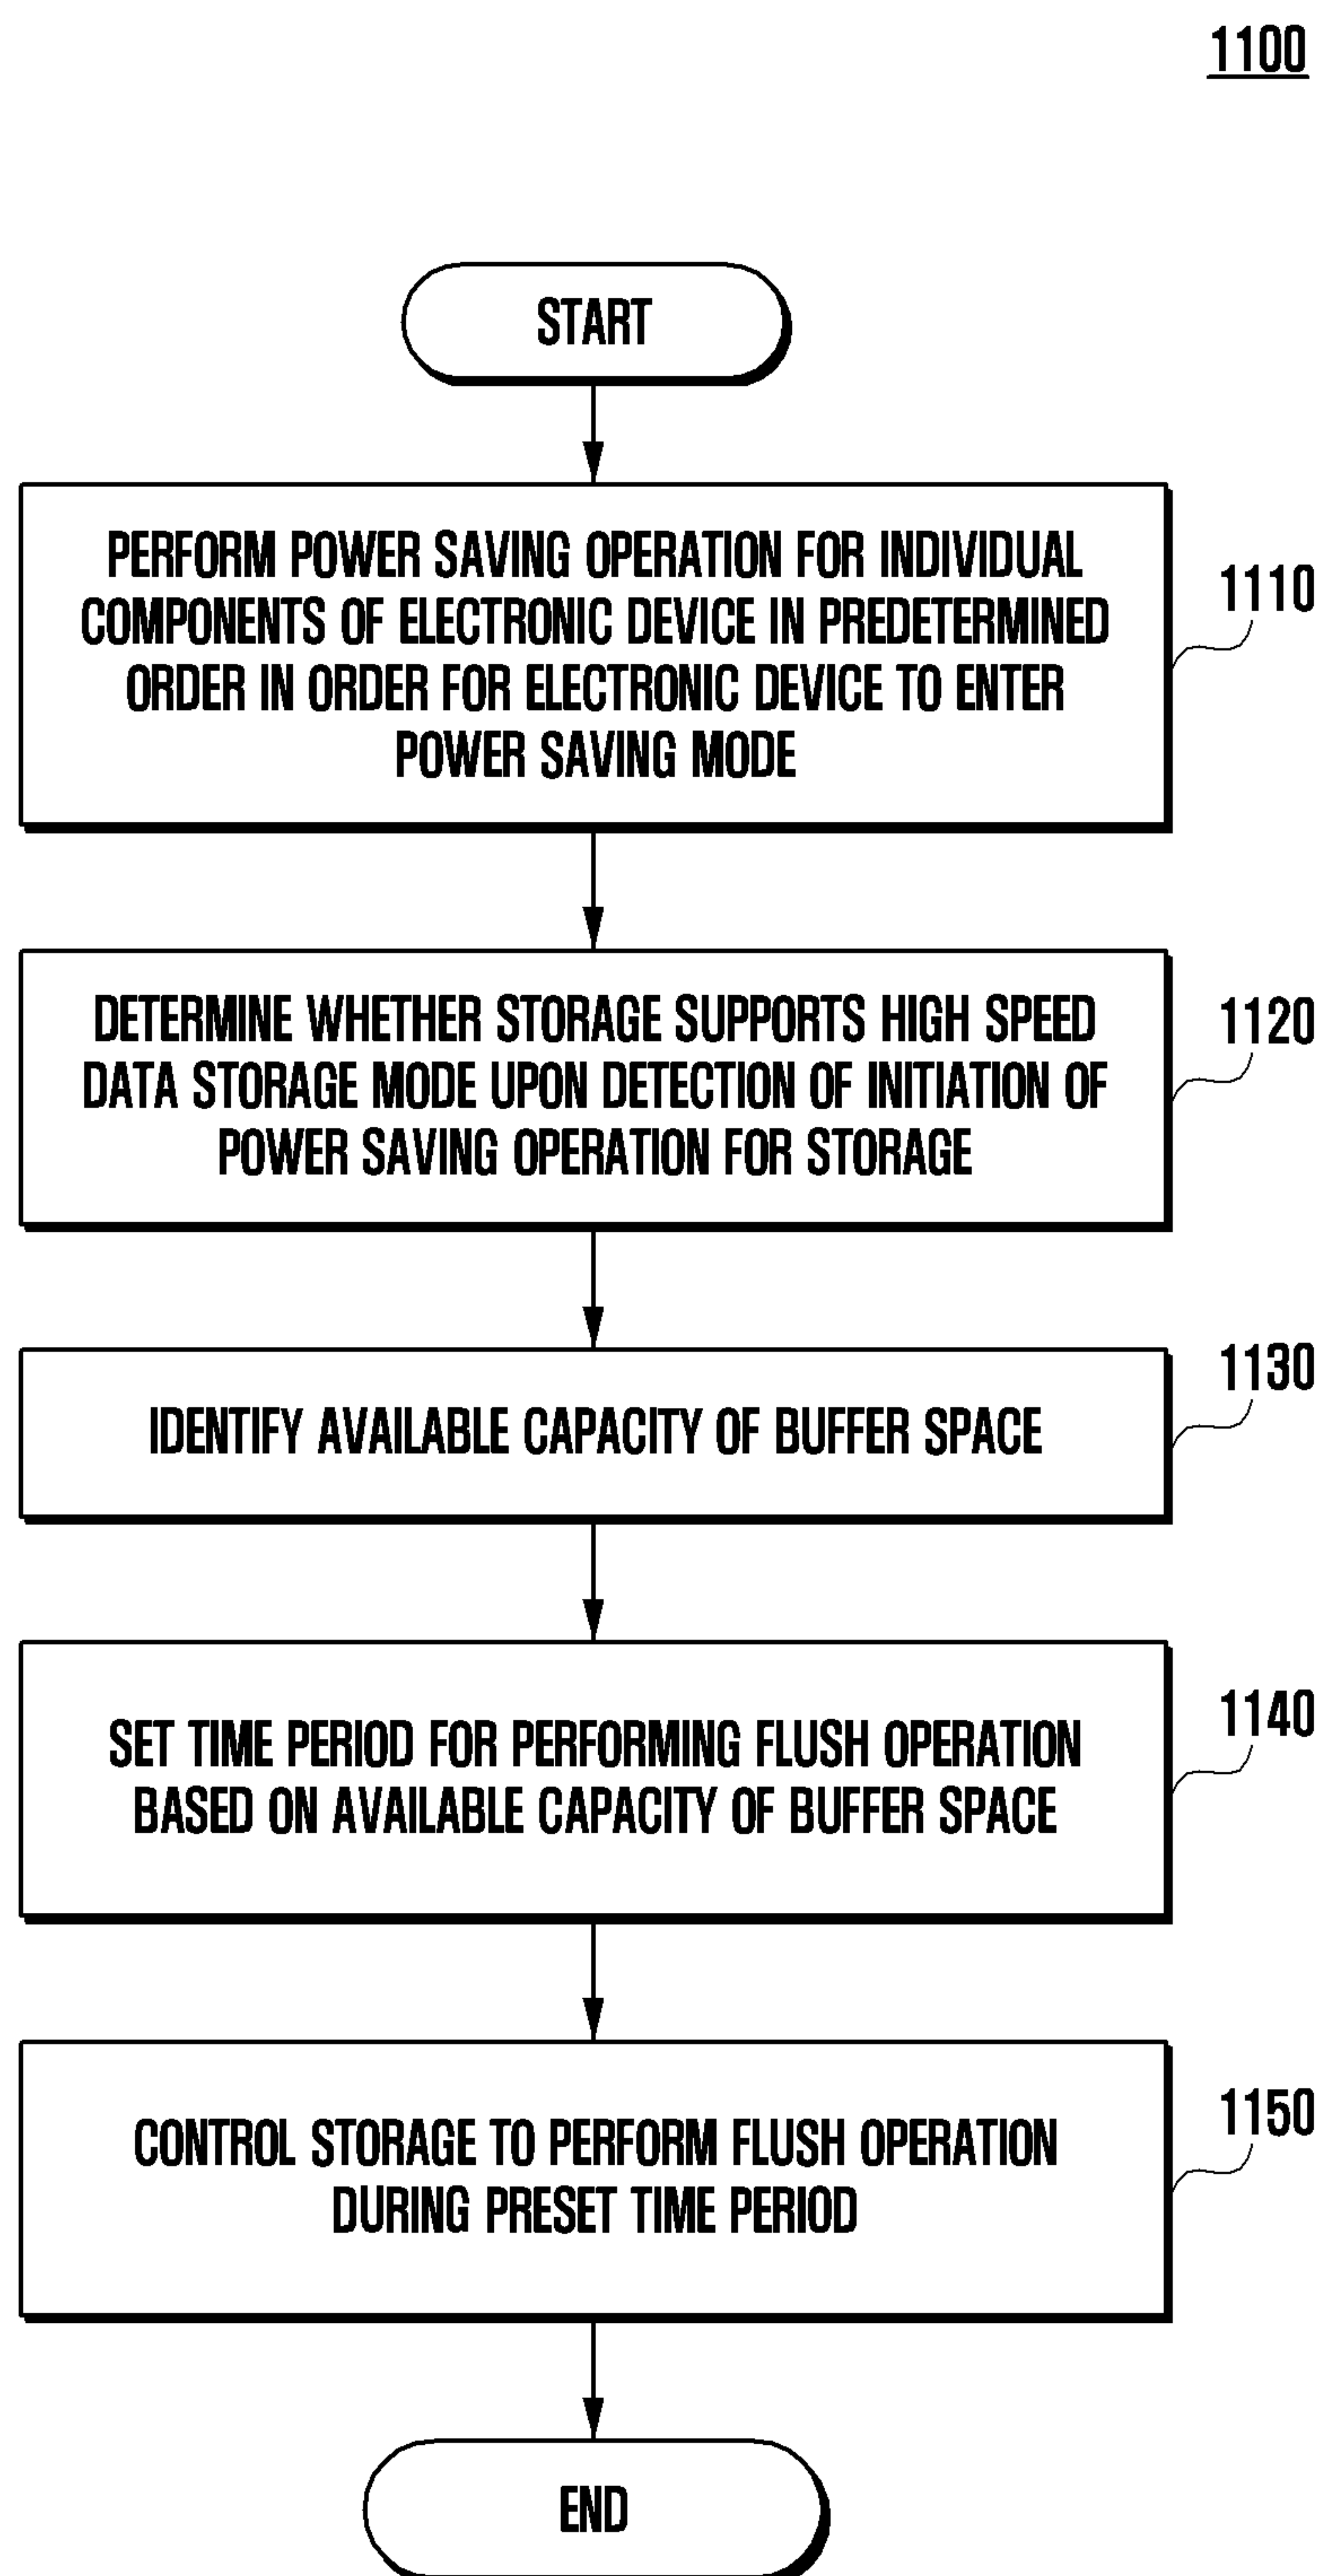 1100
START
PERFORM POWER SAVING OPERATION FOR INDIVIDUAL
COMPONENTS OF ELECTRONIC DEVICE IN PREDETERMINED
ORDER IN ORDER FOR ELECTRONIC DEVICE TO ENTER
POWER SAVING MODE
1110
DETERMINE WHETHER STORAGE SUPPORTS HIGH SPEED
DATA STORAGE MODE UPON DETECTION OF INITIATION OF
POWER SAVING OPERATION FOR STORAGE
1120
IDENTIFY AVAILABLE CAPACITY OF BUFFER SPACE
1130
SET TIME PERIOD FOR PERFORMING FLUSH OPERATION
BASED ON AVAILABLE CAPACITY OF BUFFER SPACE
1140
CONTROL STORAGE TO PERFORM FLUSH OPERATION
DURING PRESET TIME PERIOD
1150
END